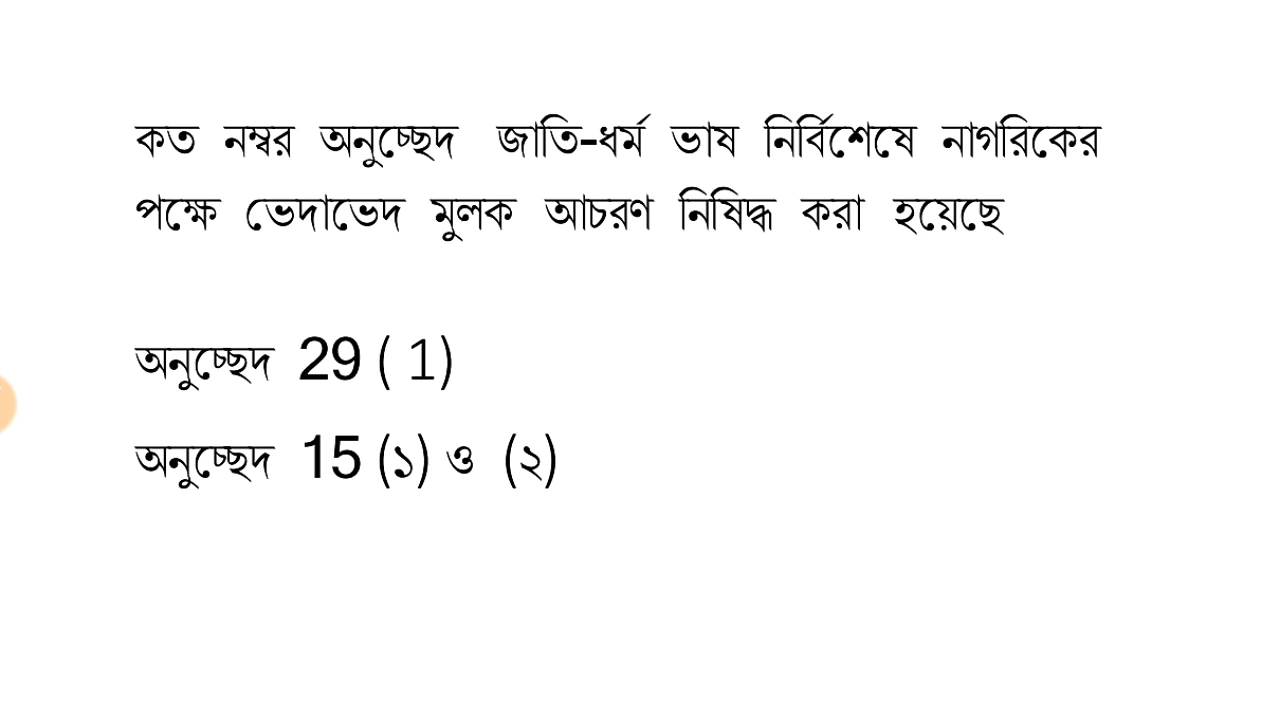 কত নম্বর অনুচ্ছেদ জাতি-ধর্ম ভাষ নির্বিশেষে নাগরিকের
পক্ষে ভেদাভেদ মুলক আচরণ নিষিদ্ধ করা হয়েছে
অনুচ্ছেদ 29 ( 1)
অনুচ্ছেদ 15 (১) ও (২)